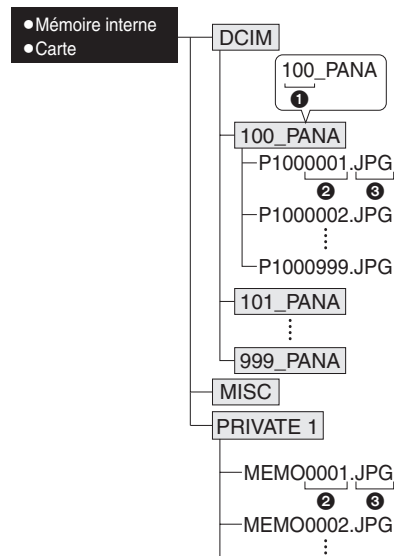 ●Mémoire interne
●Carte
DCIM
100_PANA
❶
100_PANA
P1000001.JPG
❷ ❸
P1000002.JPG
P1000999.JPG
101_PANA
999_PANA
MISC
PRIVATE 1
MEMO0001.JPG
❷ ❸
MEMO0002.JPG